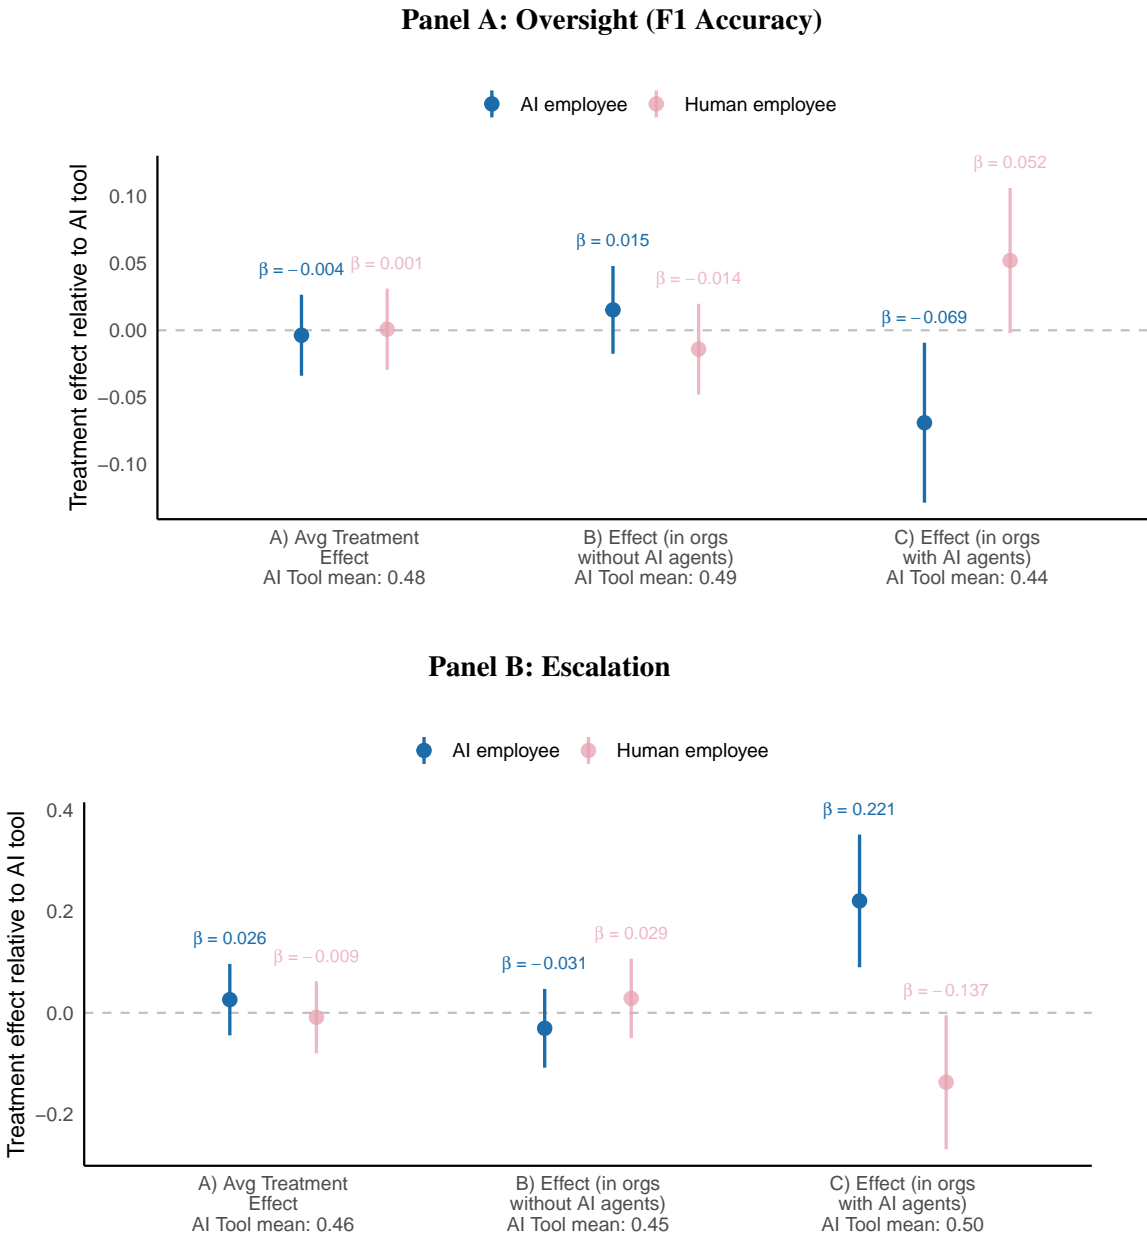 Panel A: Oversight (F1 Accuracy)
AI employee
Human employee
Treatment effect relative to AI tool
0.10
0.05
0.00
−0.05
−0.10
β = −0.004
β = 0.001
β = 0.015
β = −0.014
β = −0.069
β = 0.052
A) Avg Treatment
Effect
AI Tool mean: 0.48
B) Effect (in orgs
without AI agents)
AI Tool mean: 0.49
C) Effect (in orgs
with AI agents)
AI Tool mean: 0.44
Panel B: Escalation
AI employee
Human employee
Treatment effect relative to AI tool
0.4
0.2
0.0
−0.2
β = 0.026
β = −0.009
β = −0.031
β = 0.029
β = 0.221
β = −0.137
A) Avg Treatment
Effect
AI Tool mean: 0.46
B) Effect (in orgs
without AI agents)
AI Tool mean: 0.45
C) Effect (in orgs
with AI agents)
AI Tool mean: 0.50